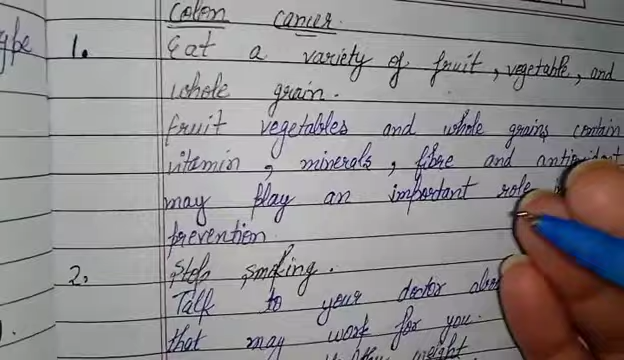 Colon cancer.
1. Eat a variety of fruit, vegetable, and
whole grain.
fruit vegetables and whole grains contain
vitamin, minerals, fibre and
may play an important role
prevention
2. Stop smoking.
Talk to your doctor
that may work for you.
weight